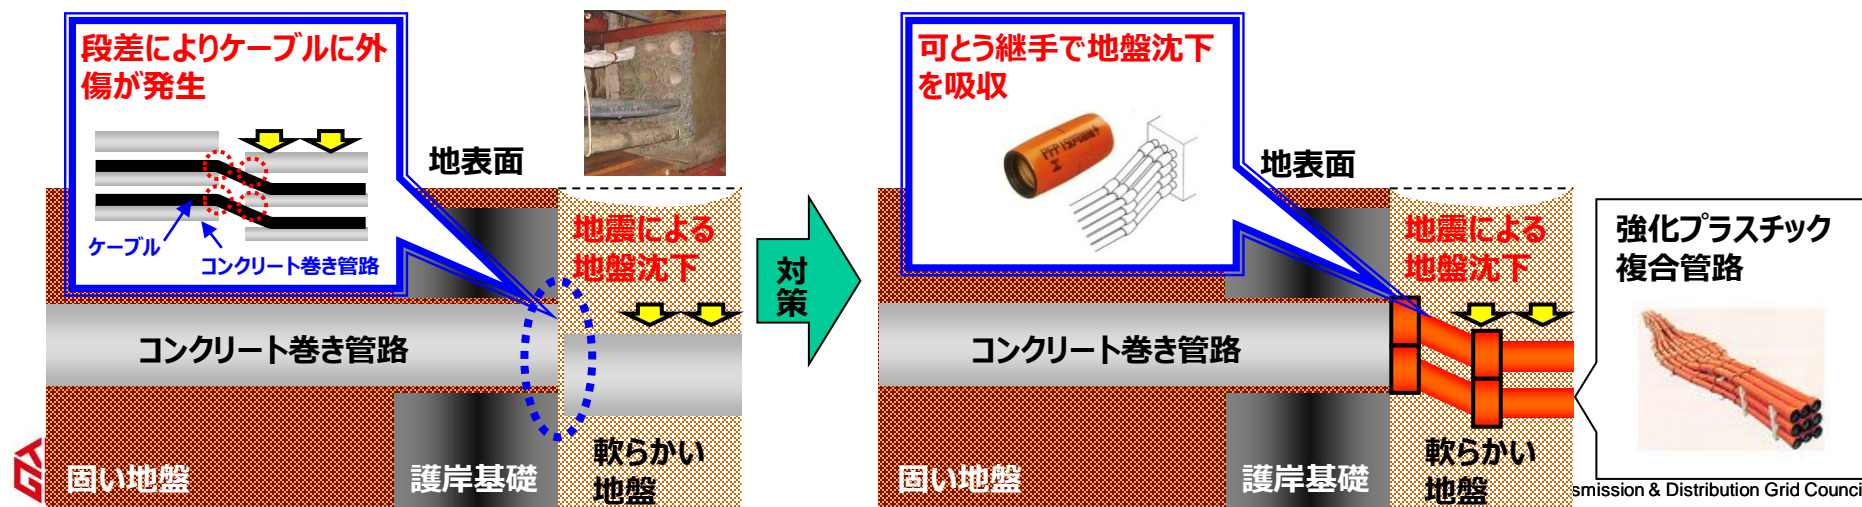 段差によりケーブルに外
傷が発生
ケーブル
コンクリート巻き管路
地表面
地震による
地盤沈下
コンクリート巻き管路
固い地盤
護岸基礎
軟らかい
地盤
対
策
可とう継手で地盤沈下
を吸収
地表面
地震による
地盤沈下
コンクリート巻き管路
固い地盤
護岸基礎
軟らかい
地盤
強化プラスチック
複合管路
smission & Distribution Grid Counci